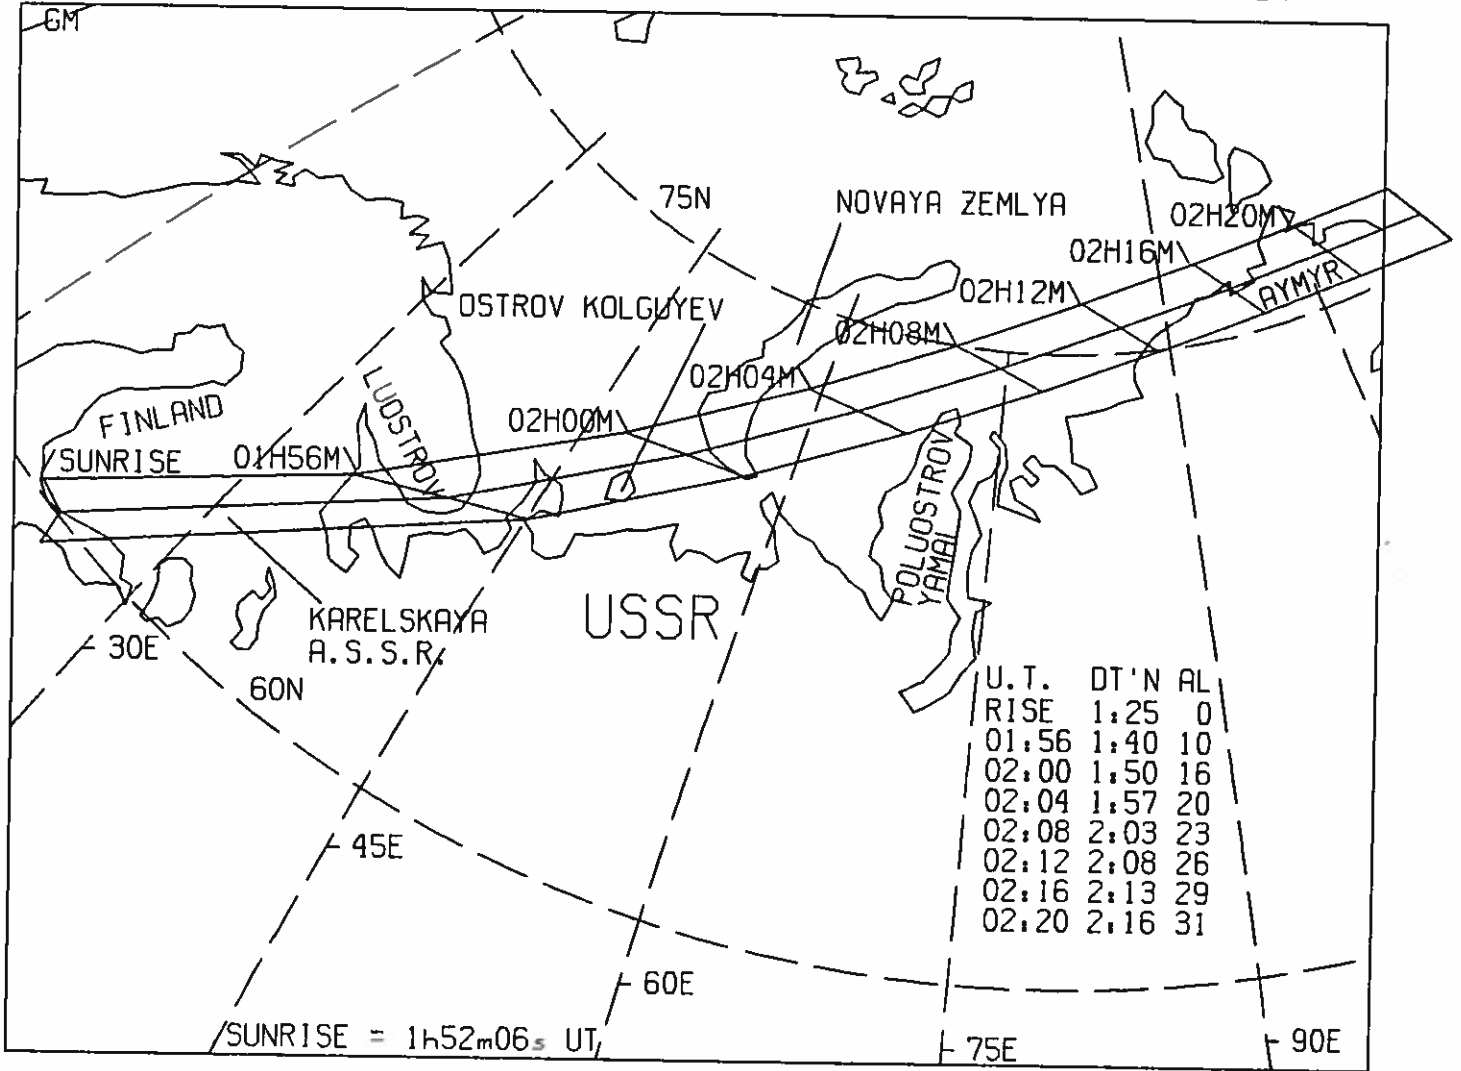 GM
75N
NOVAYA ZEMLYA
02H20M
02H16M
OSTROV KOLGUYEV
02H12M
AYMYR
02H08M
02H04M
LUOSTROV
FINLAND
02H00M
SUNRISE
01H56M
POLUOSTROV
YAMAL
KARELSKAYA
A.S.S.R.
USSR
30E
60N
U.T. DT'N AL
RISE 1:25 0
01:56 1:40 10
02:00 1:50 16
02:04 1:57 20
02:08 2:03 23
02:12 2:08 26
02:16 2:13 29
02:20 2:16 31
45E
60E
SUNRISE = 1h52m06s UT
75E
90E